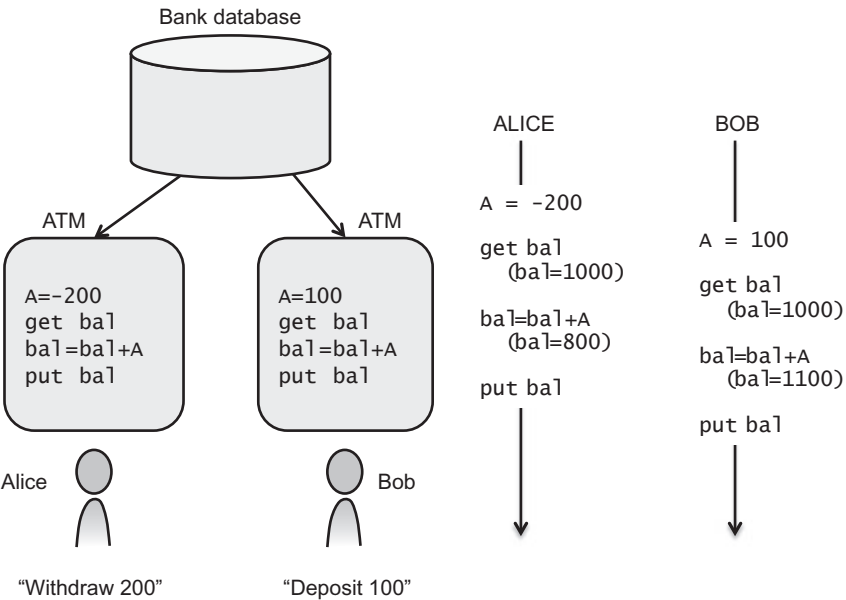 Bank database
ATM
ATM
A=-200
get bal
bal=bal+A
put bal
A=100
get bal
bal=bal+A
put bal
Alice
Bob
“Withdraw 200”
“Deposit 100”
ALICE
A = -200
get bal
(bal=1000)
bal=bal+A
(bal=800)
put bal
BOB
A = 100
get bal
(bal=1000)
bal=bal+A
(bal=1100)
put bal